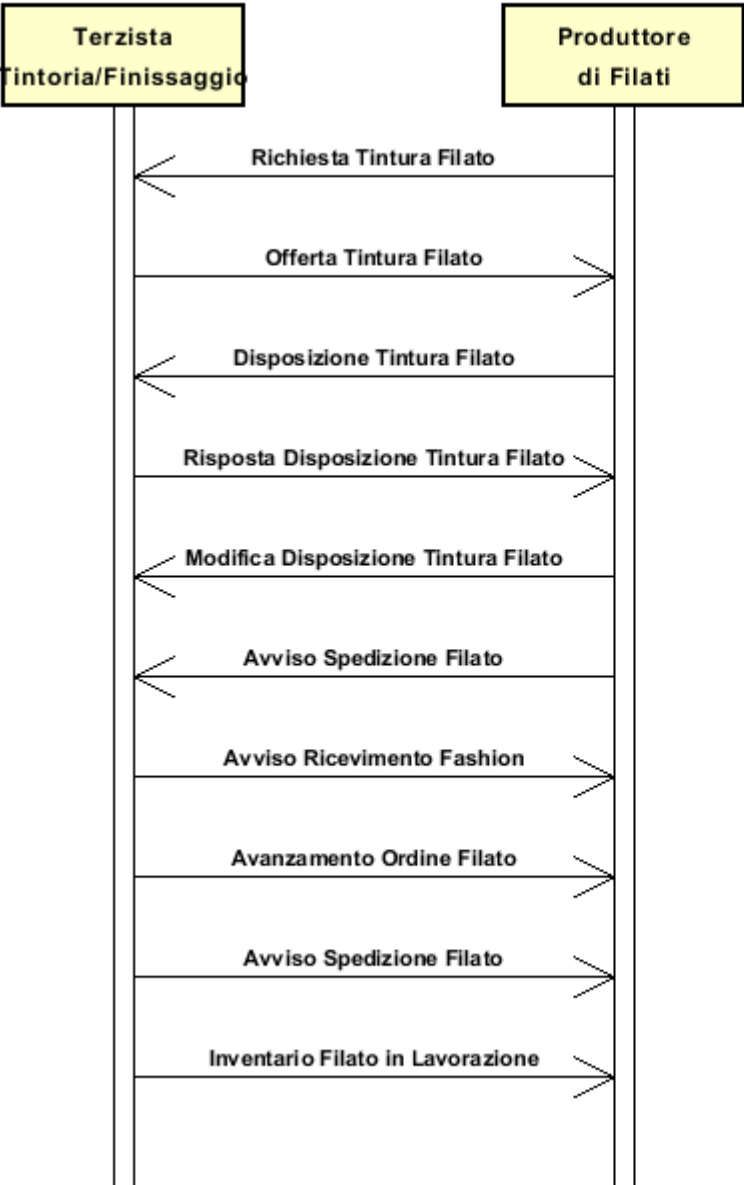 Terzista
Tintoria/Finissaggio
Produttore
di Filati
Richiesta Tintura Filato
Offerta Tintura Filato
Disposizione Tintura Filato
Risposta Disposizione Tintura Filato
Modifica Disposizione Tintura Filato
Avviso Spedizione Filato
Avviso Ricevimento Fashion
Avanzamento Ordine Filato
Avviso Spedizione Filato
Inventario Filato in Lavorazione